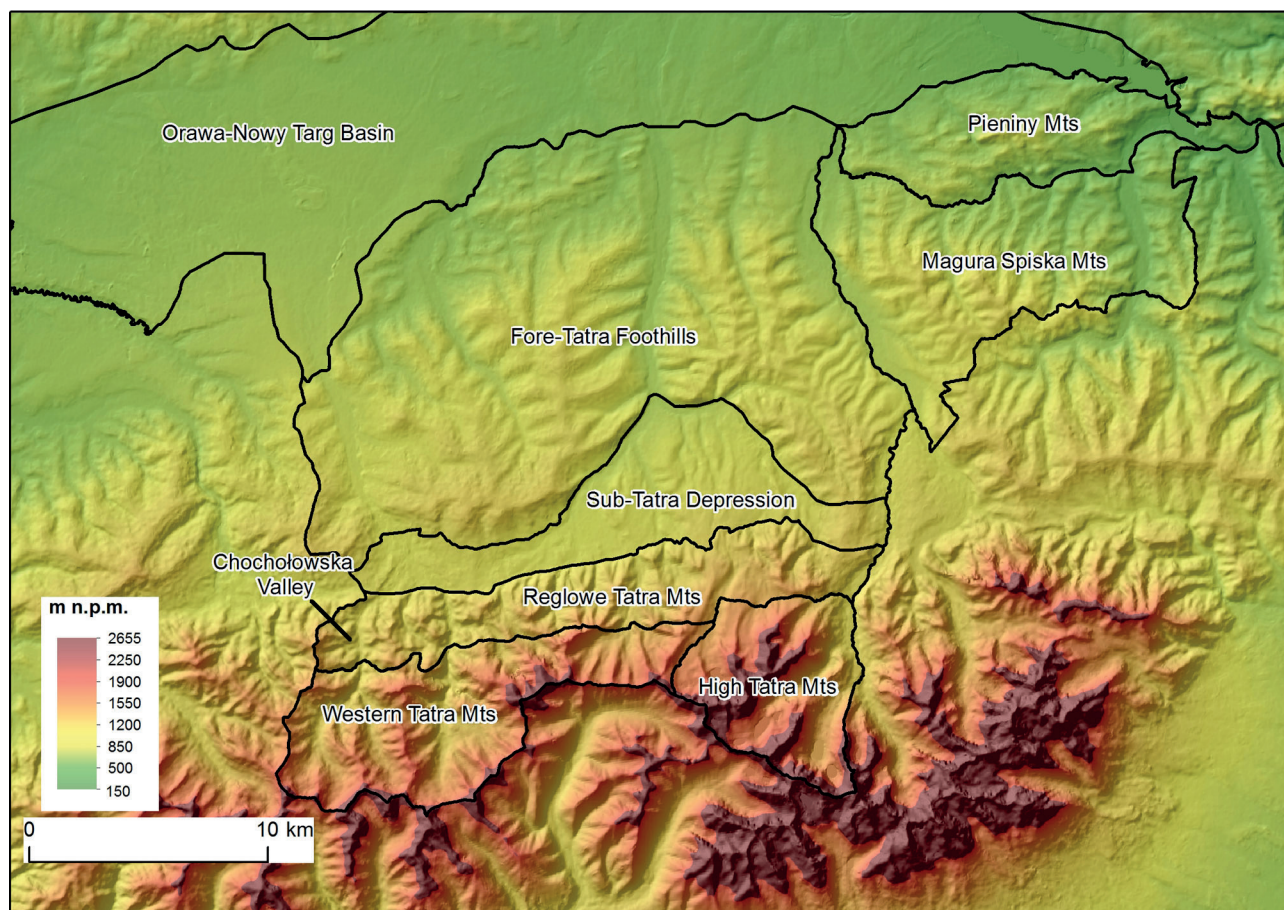 Orawa-Nowy Targ Basin
Pieniny Mts
Magura Spiska Mts
Fore-Tatra Foothills
Sub-Tatra Depression
Chochołowska
Valley
Reglowe Tatra Mts
High Tatra Mts
Western Tatra Mts
m n.p.m.
2655
2250
1900
1550
1200
850
500
150
0 10 km